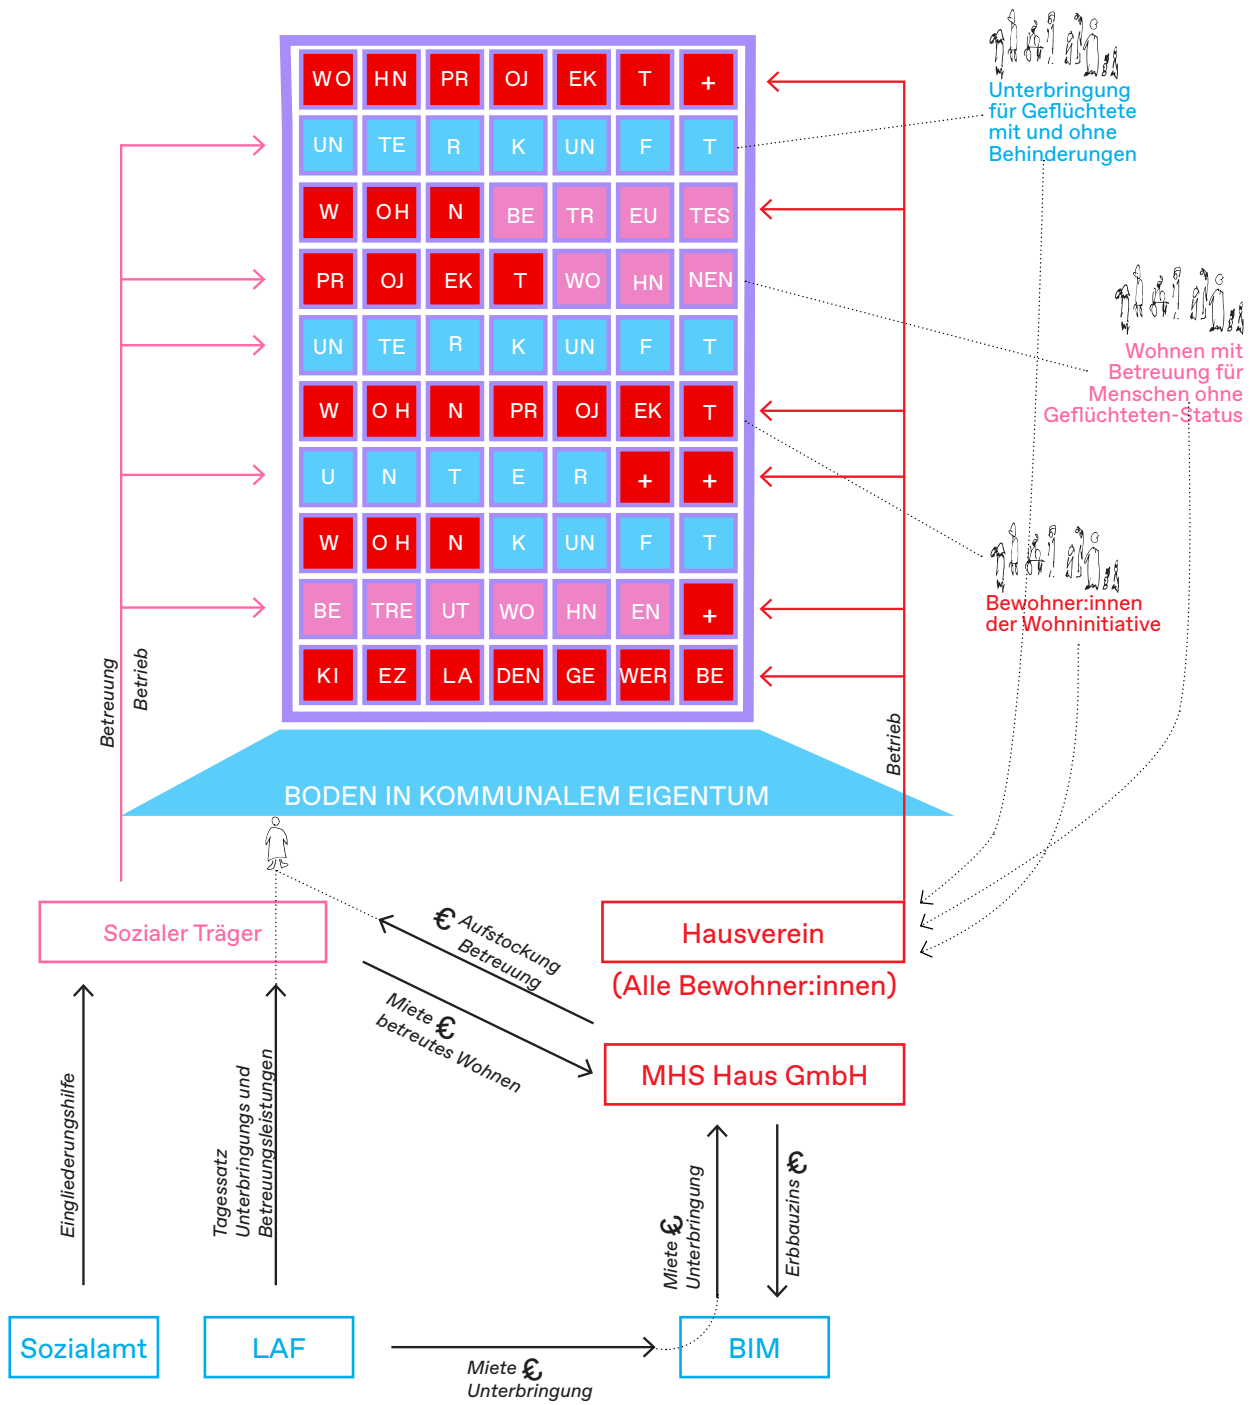 WO HN PR OJ EK T +
UN TE R K UN F T
W OH N BE TR EU TES
PR OJ EK T WO HN NEN
UN TE R K UN F T
W OH N PR OJ EK T
U N T E R + +
W OH N K UN F T
BE TRE UT WO HN EN +
KI EZ LA DEN GE WER BE
Unterbringung
für Geflüchtete
mit und ohne
Behinderungen
Wohnen mit
Betreuung für
Menschen ohne
Geflüchteten-Status
Bewohner:innen
der Wohninitiative
Betreuung
Betrieb
Betrieb
BODEN IN KOMMUNALEM EIGENTUM
Sozialer Träger
€ Aufstockung
Betreuung
Miete €
betreutes Wohnen
Hausverein
(Alle Bewohner:innen)
MHS Haus GmbH
Eingliederungshilfe
Tagessatz
Unterbringungs und
Betreuungsleistungen
Miete €
Unterbringung
Erbbauzins €
Sozialamt
LAF
Miete €
Unterbringung
BIM